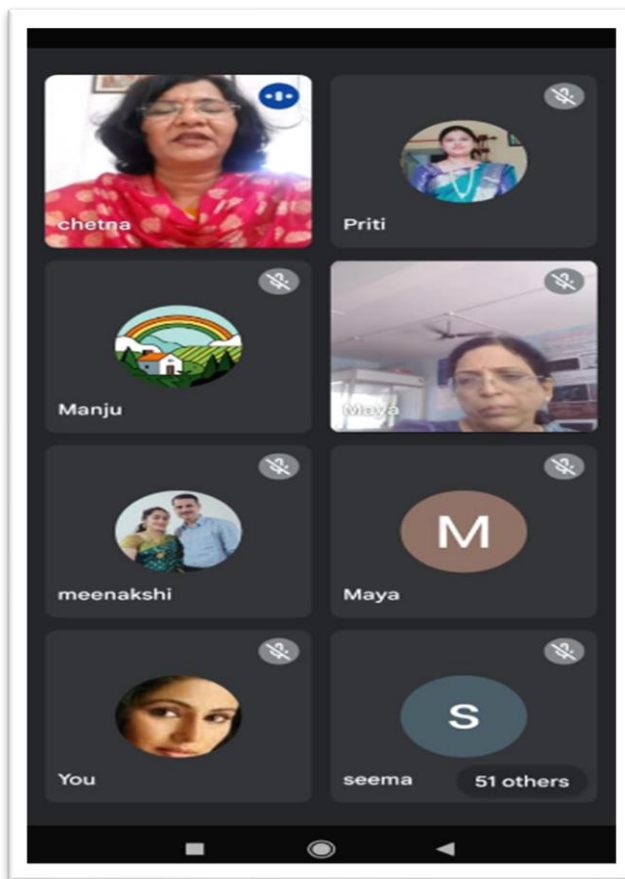 chetna
Priti
Manju
Maya
meenakshi
M
Maya
You
S
seema
51 others